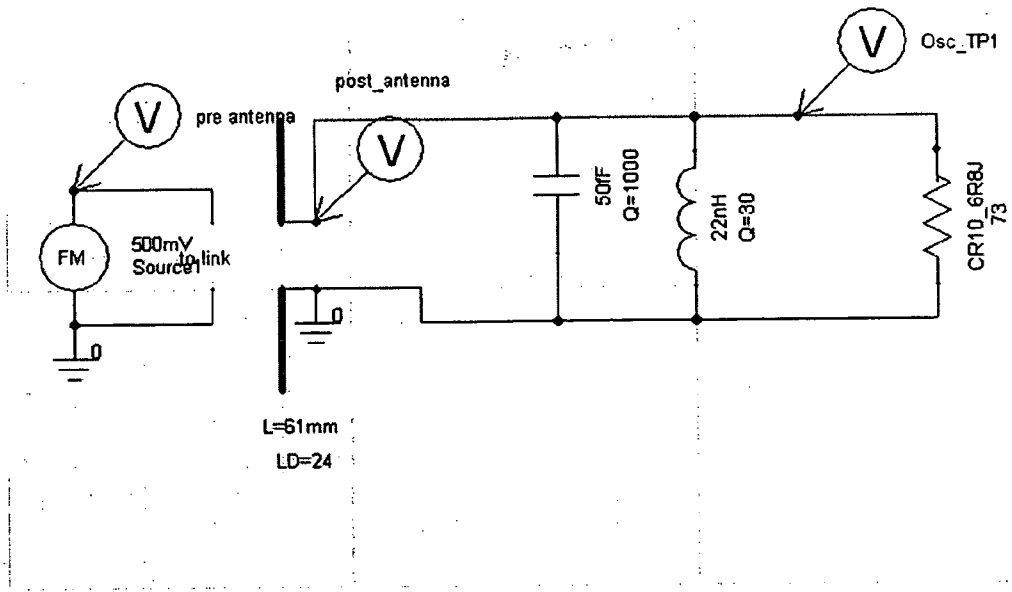 V
Osc_TP1
post_antenna
V
pre antenna
V
50fF
Q=1000
22nH
Q=30
CR10_6R8J
73
FM
500mV
Source1
to link
0
0
L=61mm
LD=24